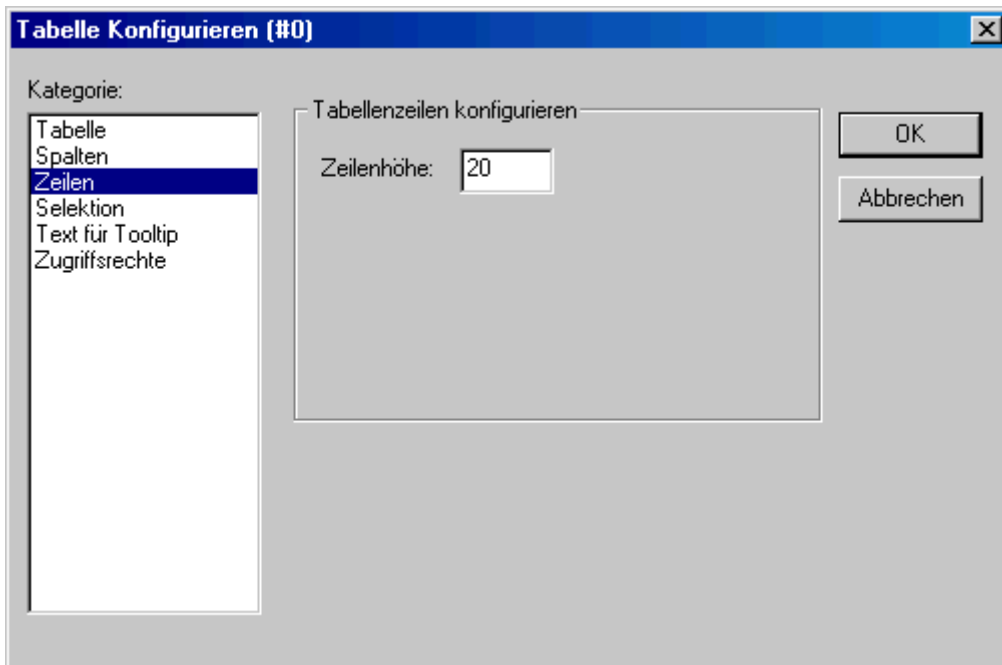 Tabelle Konfigurieren (#0)
Kategorie:
Tabelle
Spalten
Zeilen
Selektion
Text für Tooltip
Zugriffsrechte
Tabellenzeilen konfigurieren
Zeilenhöhe: 20
OK
Abbrechen